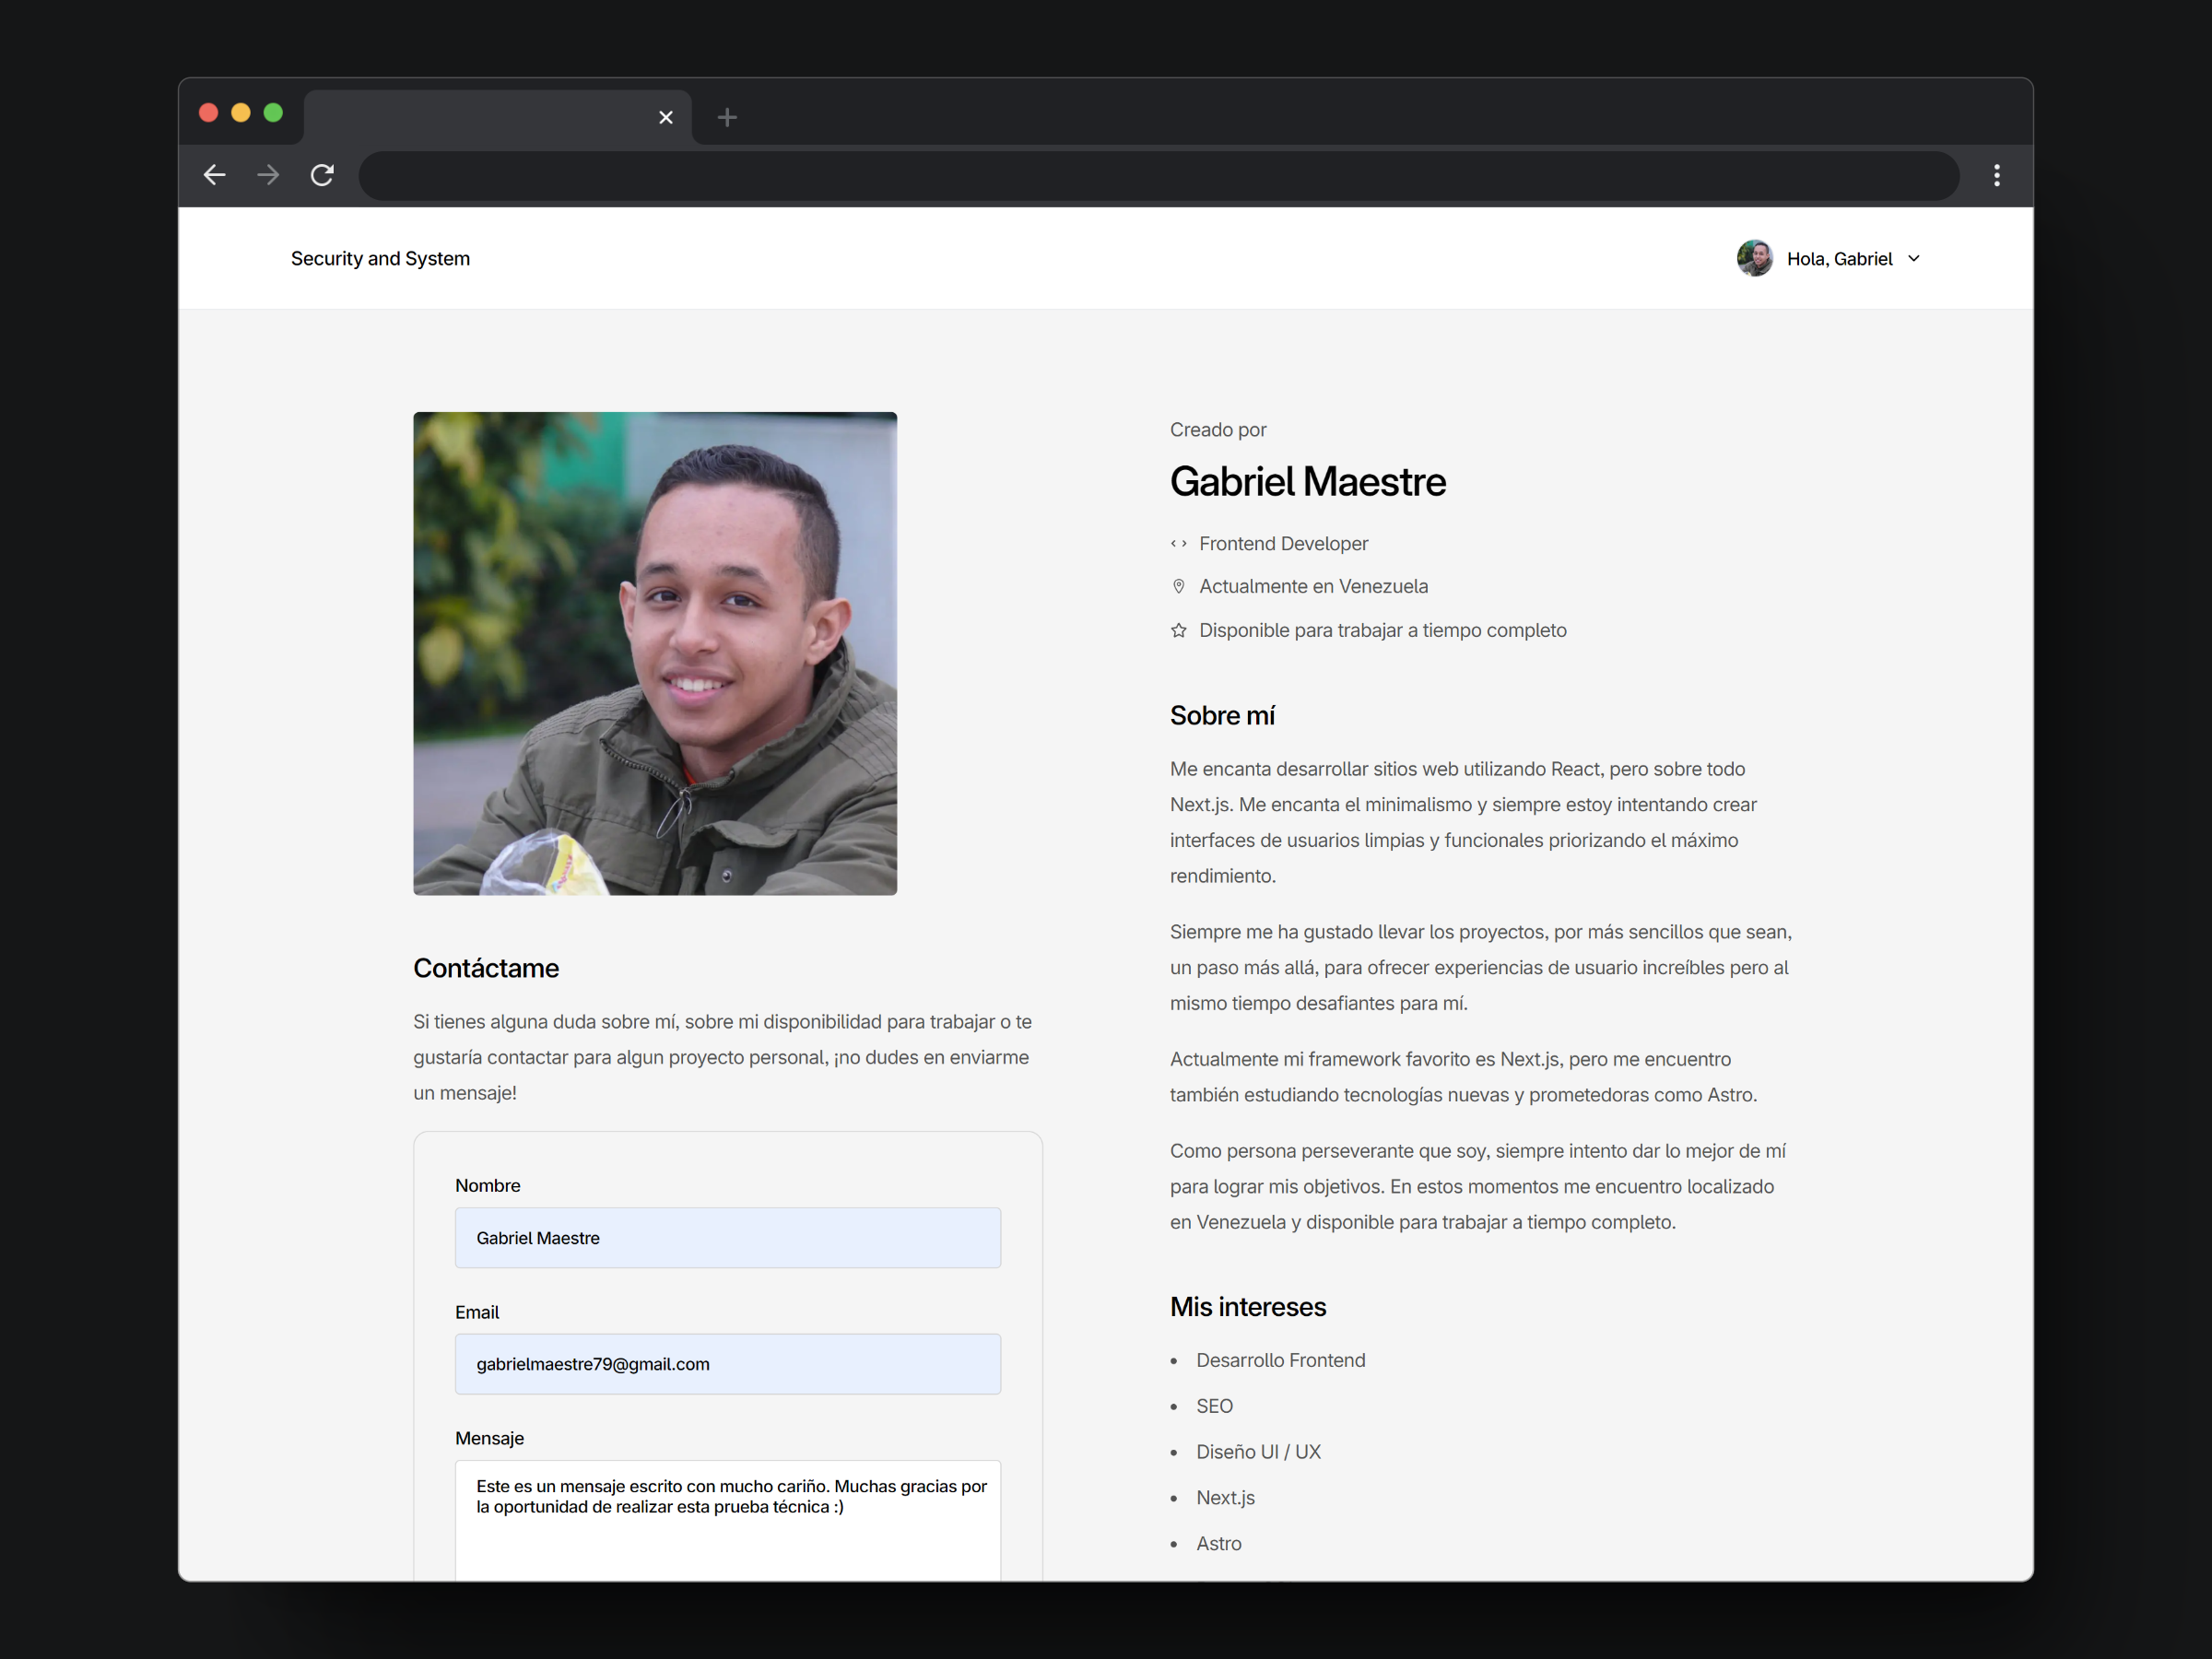 Security and System
Hola, Gabriel
Contáctame
Si tienes alguna duda sobre mí, sobre mi disponibilidad para trabajar o te
gustaría contactar para algun proyecto personal, ¡no dudes en enviarme
un mensaje!
Nombre
Gabriel Maestre
Email
gabrielmaestre79@gmail.com
Mensaje
Este es un mensaje escrito con mucho cariño. Muchas gracias por
la oportunidad de realizar esta prueba técnica :)
Creado por
Gabriel Maestre
Frontend Developer
Actualmente en Venezuela
Disponible para trabajar a tiempo completo
Sobre mí
Me encanta desarrollar sitios web utilizando React, pero sobre todo
Next.js. Me encanta el minimalismo y siempre estoy intentando crear
interfaces de usuarios limpias y funcionales priorizando el máximo
rendimiento.
Siempre me ha gustado llevar los proyectos, por más sencillos que sean,
un paso más allá, para ofrecer experiencias de usuario increíbles pero al
mismo tiempo desafiantes para mí.
Actualmente mi framework favorito es Next.js, pero me encuentro
también estudiando tecnologías nuevas y prometedoras como Astro.
Como persona perseverante que soy, siempre intento dar lo mejor de mí
para lograr mis objetivos. En estos momentos me encuentro localizado
en Venezuela y disponible para trabajar a tiempo completo.
Mis intereses
• Desarrollo Frontend
• SEO
• Diseño UI / UX
• Next.js
• Astro